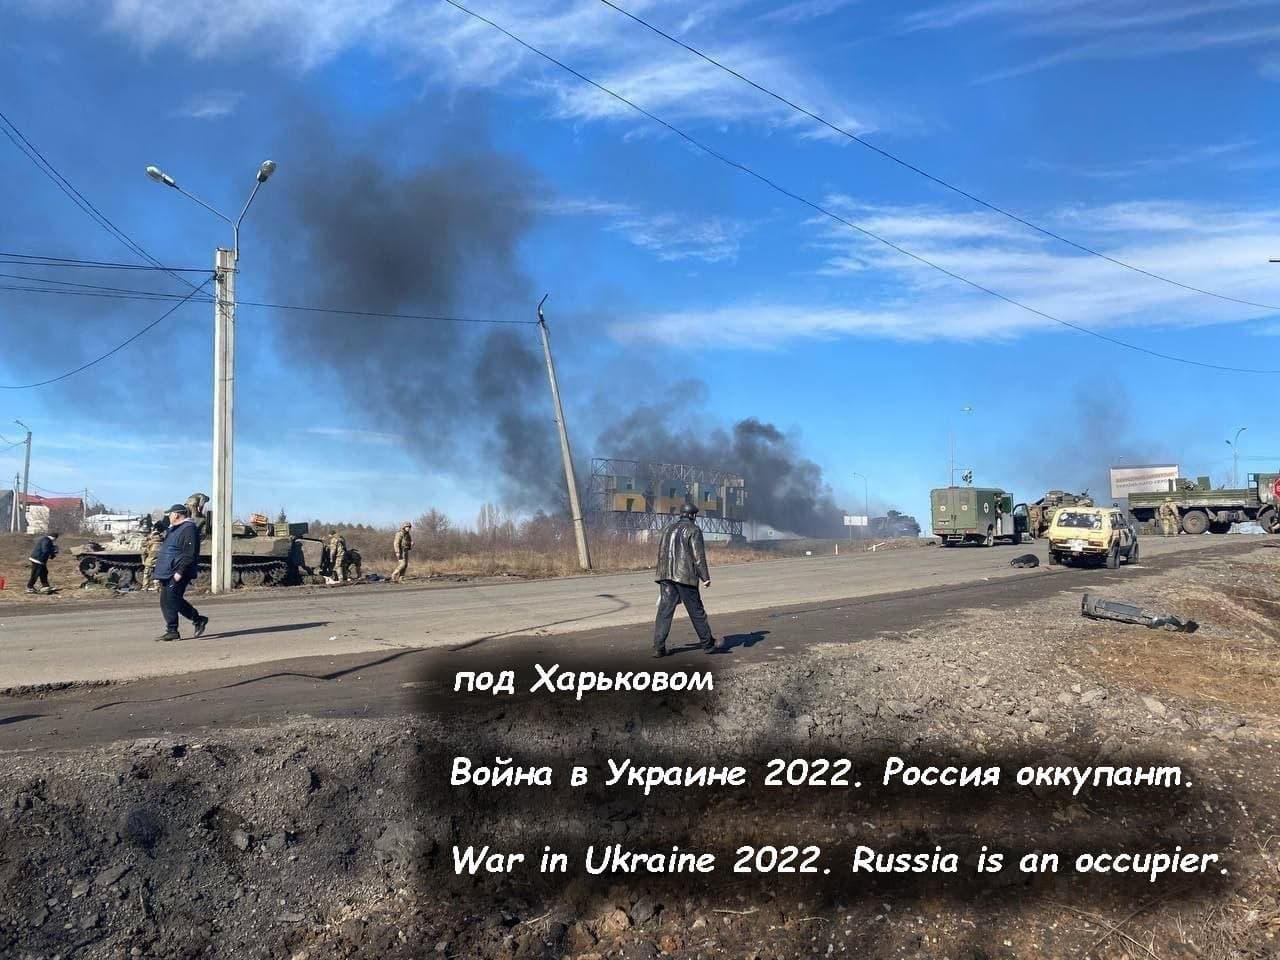 под Харьковом
Война в Украине 2022. Россия оккупант.
War in Ukraine 2022. Russia is an occupier.